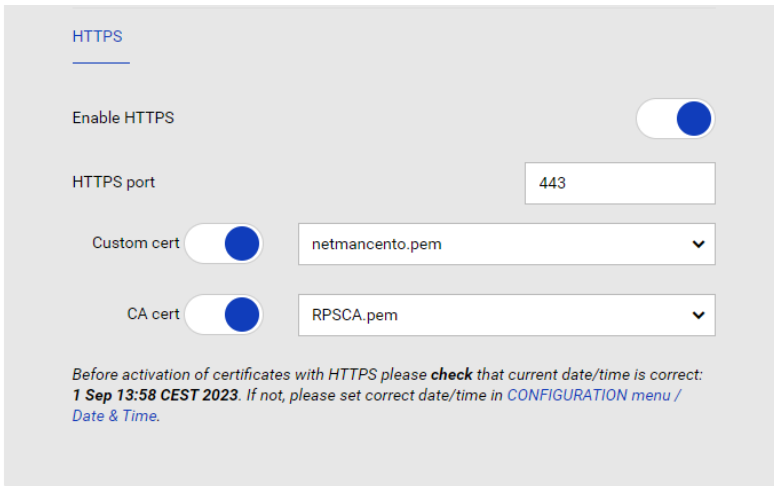 HTTPS
Enable HTTPS
HTTPS port 443
Custom cert netmancento.pem
CA cert RPSCA.pem
Before activation of certificates with HTTPS please check that current date/time is correct:
1 Sep 13:58 CEST 2023. If not, please set correct date/time in CONFIGURATION menu /
Date & Time.